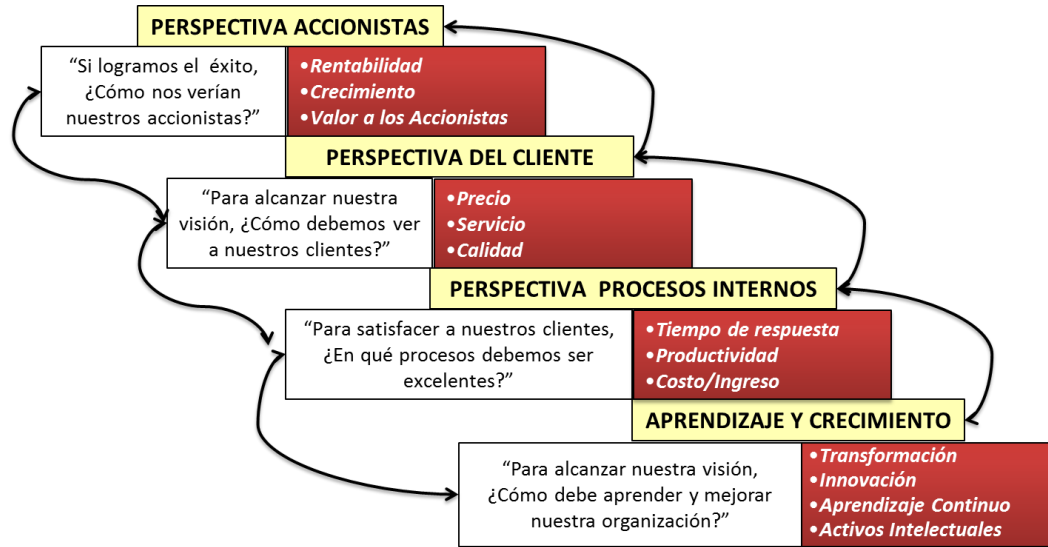 PERSPECTIVA ACCIONISTAS
“Si logramos el éxito,
¿Cómo nos verían
nuestros accionistas?”
•Rentabilidad
•Crecimiento
•Valor a los Accionistas
PERSPECTIVA DEL CLIENTE
“Para alcanzar nuestra
visión, ¿Cómo debemos ver
a nuestros clientes?”
•Precio
•Servicio
•Calidad
PERSPECTIVA PROCESOS INTERNOS
“Para satisfacer a nuestros clientes,
¿En qué procesos debemos ser
excelentes?”
•Tiempo de respuesta
•Productividad
•Costo/Ingreso
APRENDIZAJE Y CRECIMIENTO
“Para alcanzar nuestra visión,
¿Cómo debe aprender y mejorar
nuestra organización?”
•Transformación
•Innovación
•Aprendizaje Continuo
•Activos Intelectuales